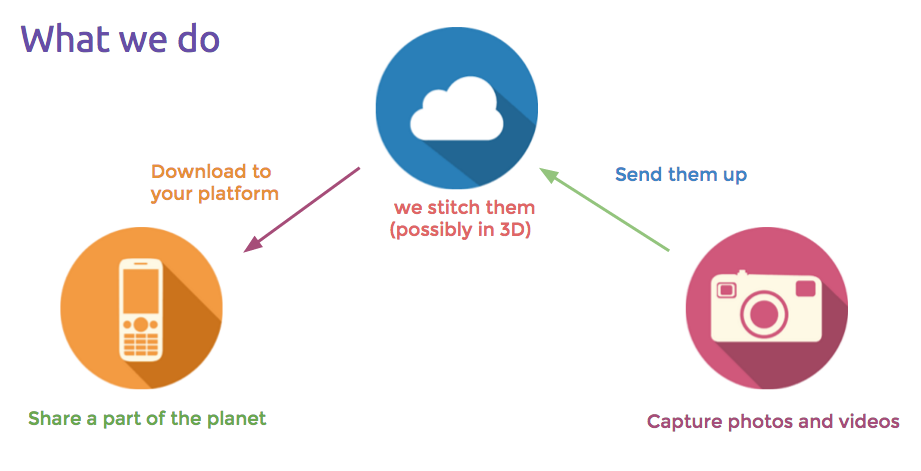 What we do
Download to
your platform
Send them up
we stitch them
(possibly in 3D)
Share a part of the planet
Capture photos and videos